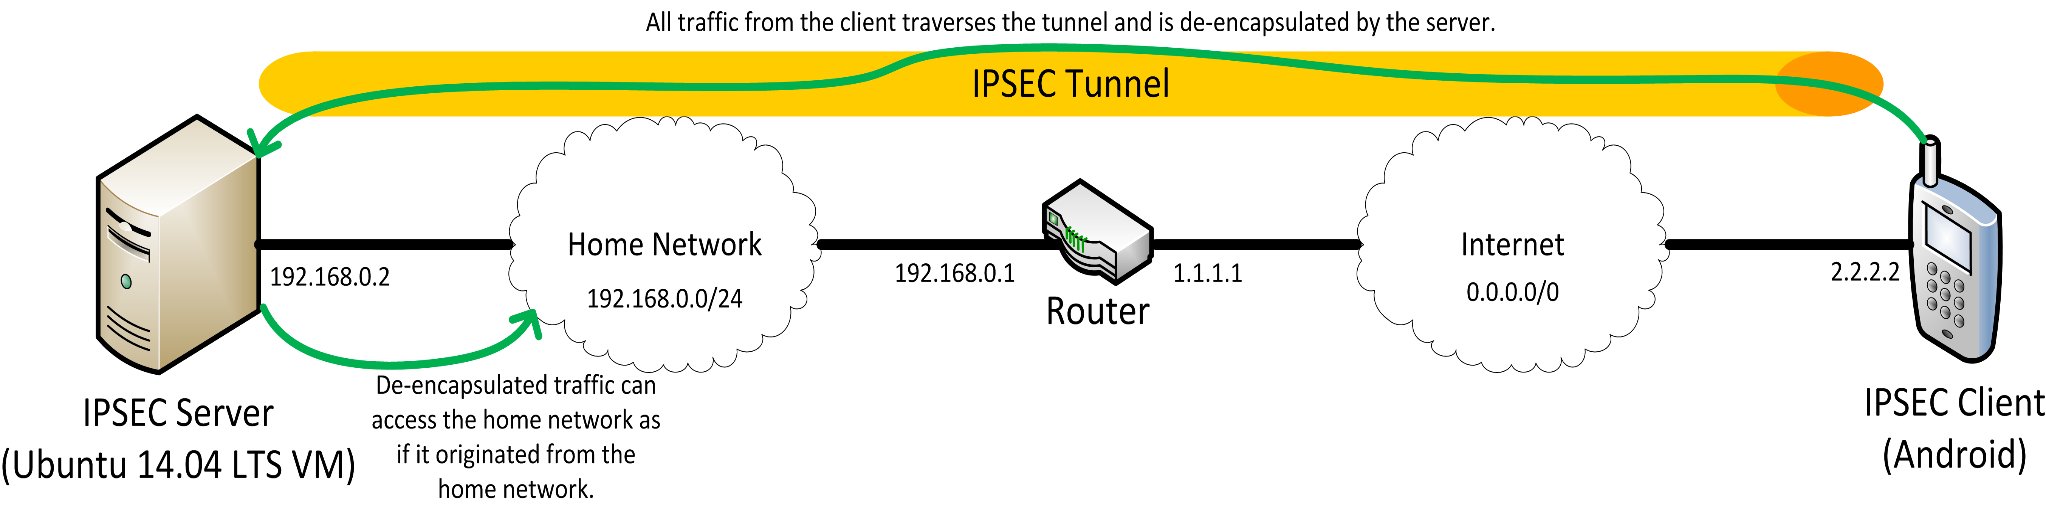 All traffic from the client traverses the tunnel and is de-encapsulated by the server.
IPSEC Tunnel
Home Network
192.168.0.0/24
Internet
0.0.0.0/0
192.168.0.2
192.168.0.1
1.1.1.1
2.2.2.2
Router
De-encapsulated traffic can
access the home network as
if it originated from the
home network.
IPSEC Server
(Ubuntu 14.04 LTS VM)
IPSEC Client
(Android)